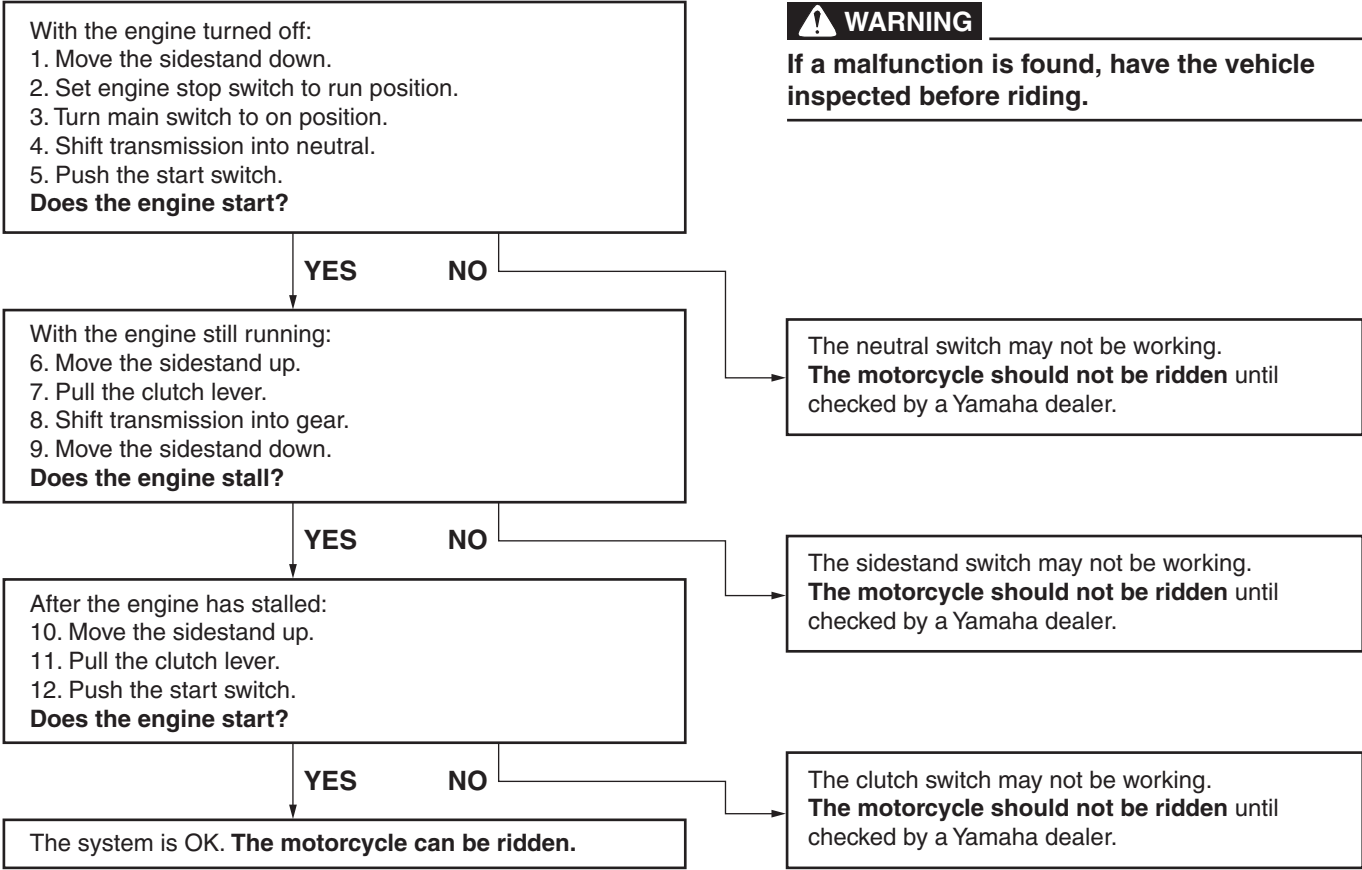 With the engine turned off:
1. Move the sidestand down.
2. Set engine stop switch to run position.
3. Turn main switch to on position.
4. Shift transmission into neutral.
5. Push the start switch.
Does the engine start?
WARNING
If a malfunction is found, have the vehicle
inspected before riding.
YES NO
With the engine still running:
6. Move the sidestand up.
7. Pull the clutch lever.
8. Shift transmission into gear.
9. Move the sidestand down.
Does the engine stall?
The neutral switch may not be working.
The motorcycle should not be ridden until
checked by a Yamaha dealer.
YES NO
After the engine has stalled:
10. Move the sidestand up.
11. Pull the clutch lever.
12. Push the start switch.
Does the engine start?
The sidestand switch may not be working.
The motorcycle should not be ridden until
checked by a Yamaha dealer.
YES NO
The system is OK. The motorcycle can be ridden.
The clutch switch may not be working.
The motorcycle should not be ridden until
checked by a Yamaha dealer.